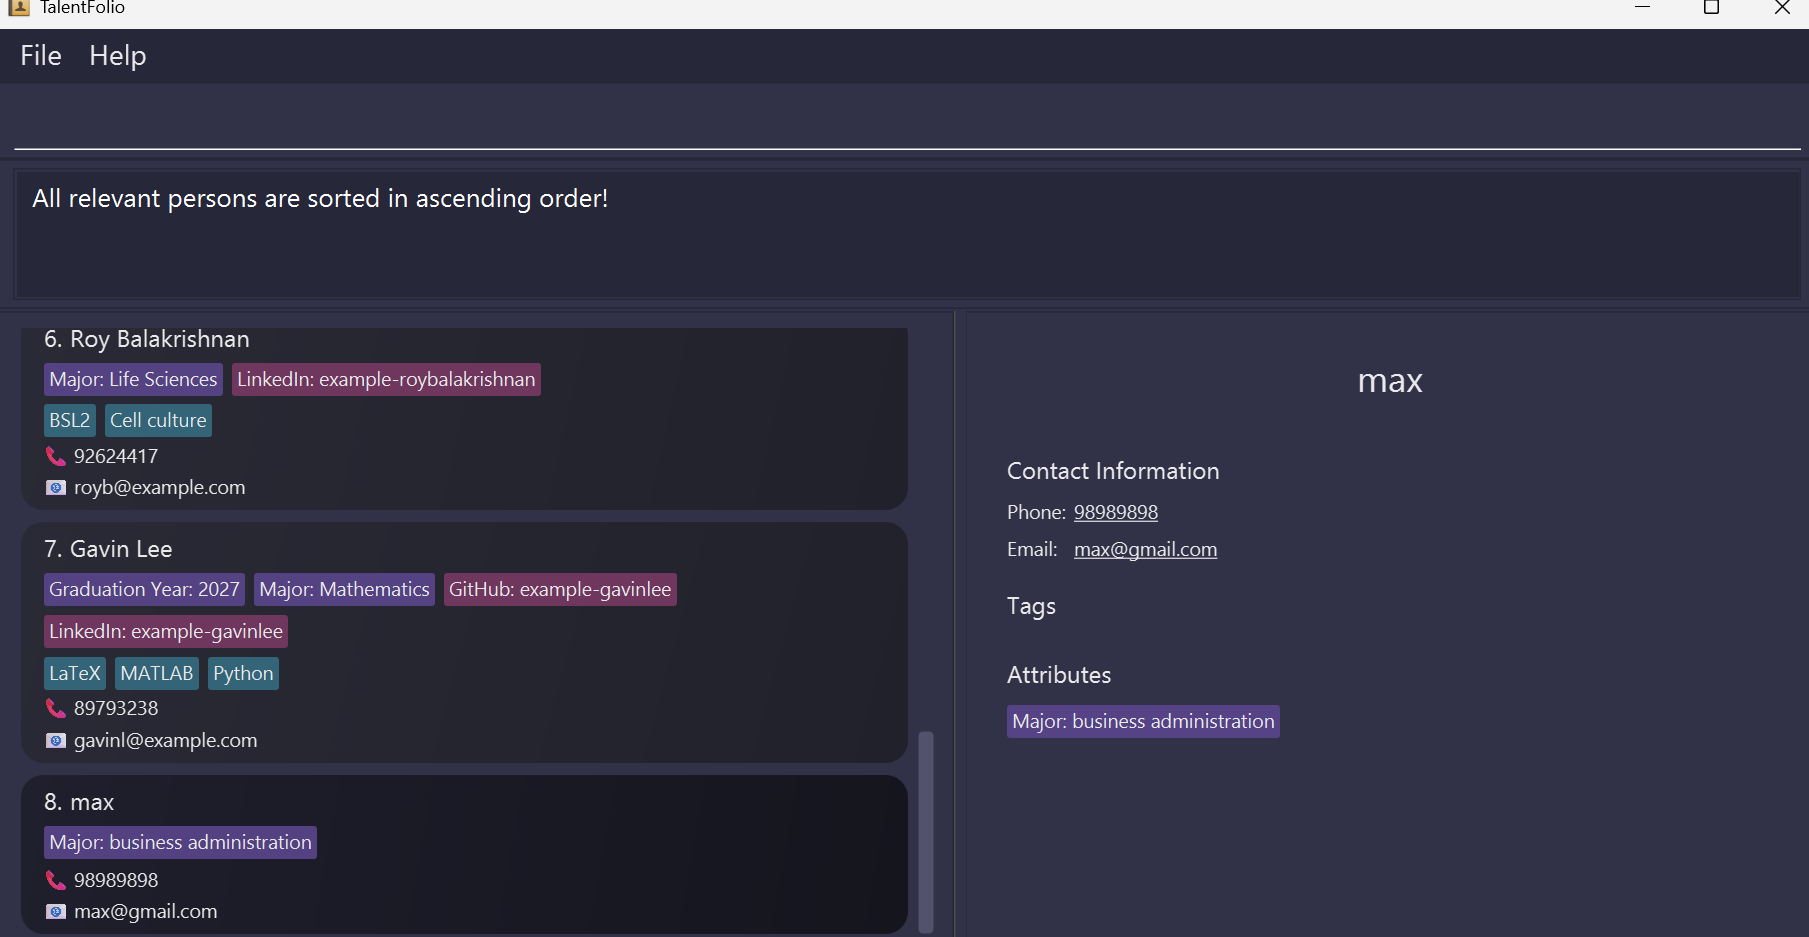 TalentFolio
File Help
All relevant persons are sorted in ascending order!
6. Roy Balakrishnan
Major: Life Sciences LinkedIn: example-roybalakrishnan
BSL2 Cell culture
92624417
royb@example.com
7. Gavin Lee
Graduation Year: 2027 Major: Mathematics GitHub: example-gavinlee
LinkedIn: example-gavinlee
LaTeX MATLAB Python
89793238
gavinl@example.com
8. max
Major: business administration
98989898
max@gmail.com
max
Contact Information
Phone: 98989898
Email: max@gmail.com
Tags
Attributes
Major: business administration